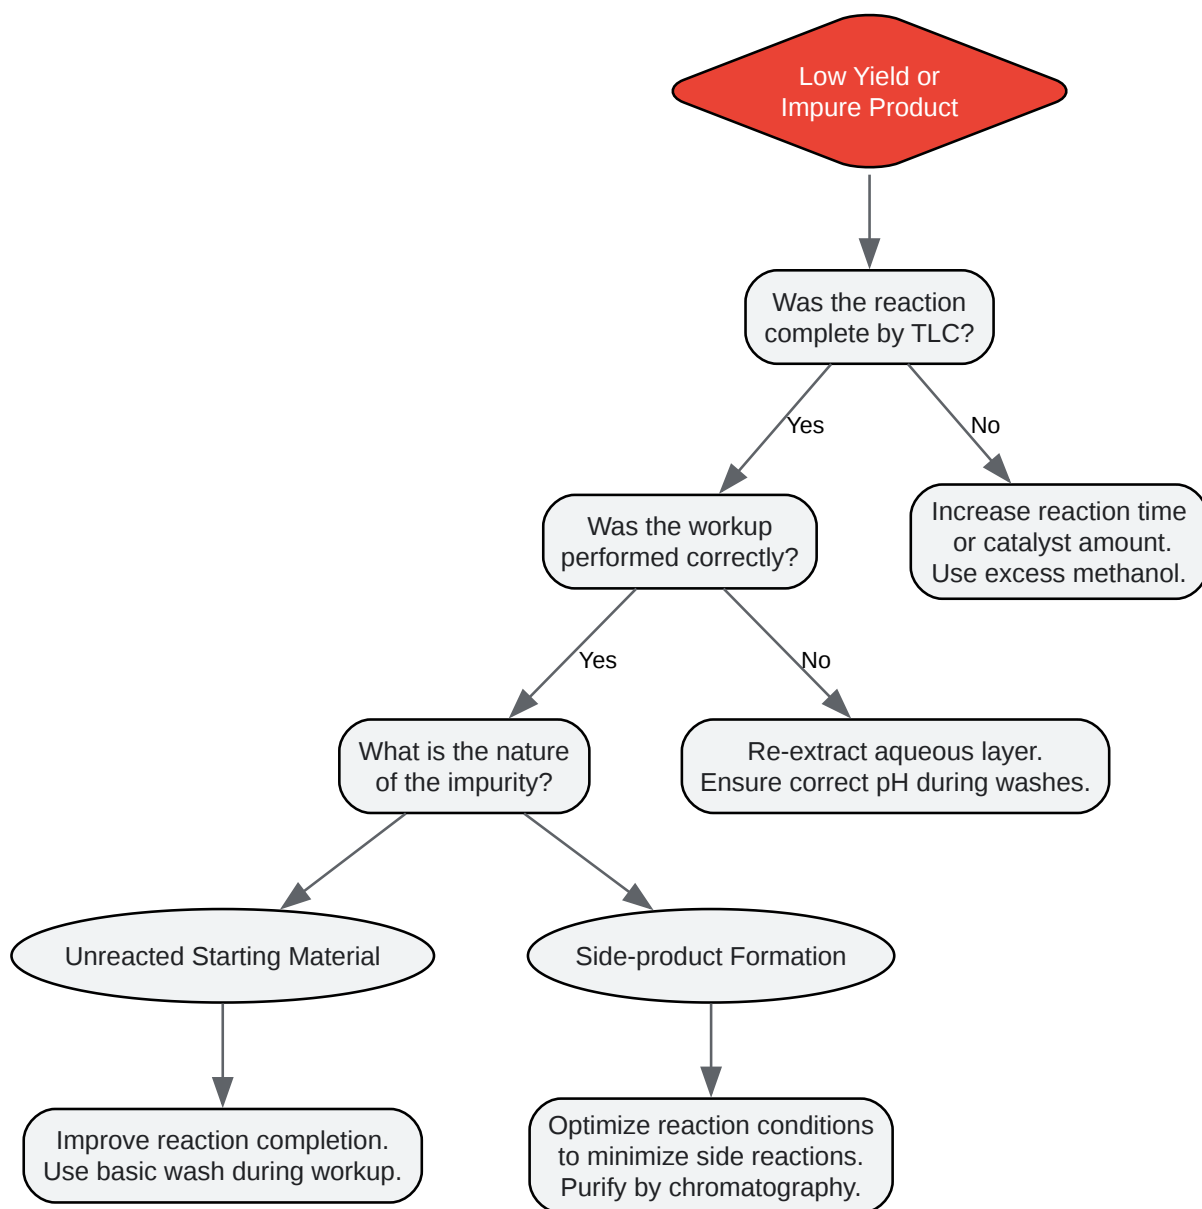 Low Yield or
Impure Product
Was the reaction
complete by TLC?
Yes
No
Was the workup
performed correctly?
Increase reaction time
or catalyst amount.
Use excess methanol.
Yes
No
What is the nature
of the impurity?
Re-extract aqueous layer.
Ensure correct pH during washes.
Unreacted Starting Material
Side-product Formation
Improve reaction completion.
Use basic wash during workup.
Optimize reaction conditions
to minimize side reactions.
Purify by chromatography.